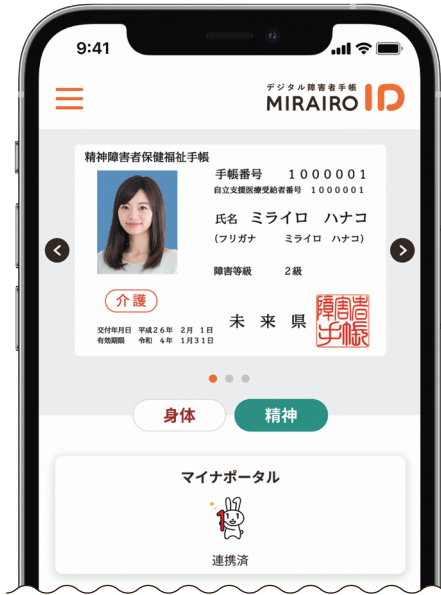 9:41
デジタル障害者手帳
MIRAIRO ID
精神障害者保健福祉手帳
手帳番号　１０００００１
自立支援医療受給者番号　１０００００１
氏名　ミライロ　ハナコ
（フリガナ　ミライロ　ハナコ）
障害等級　２級
介護
交付年月日　平成２６年　２月　１日
有効期限　令和　４年　１月３１日
未来県
障害者
手帳
身体
精神
マイナポータル
1
連携済